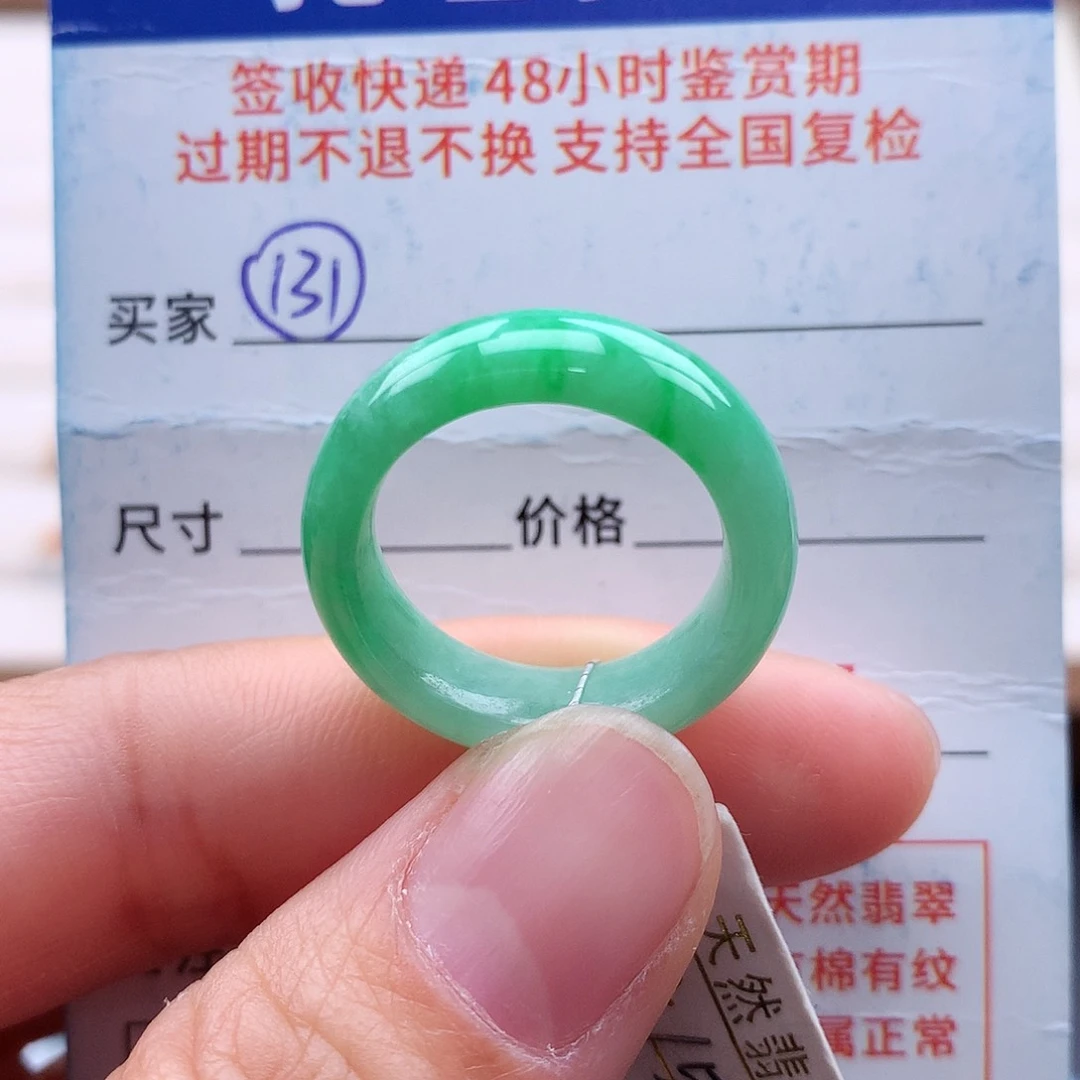 签收快递 48小时鉴赏期
过期不退不换 支持全国复检
买家 131
尺寸 价格
天然翡翠
棉有纹
属正常
天然翡